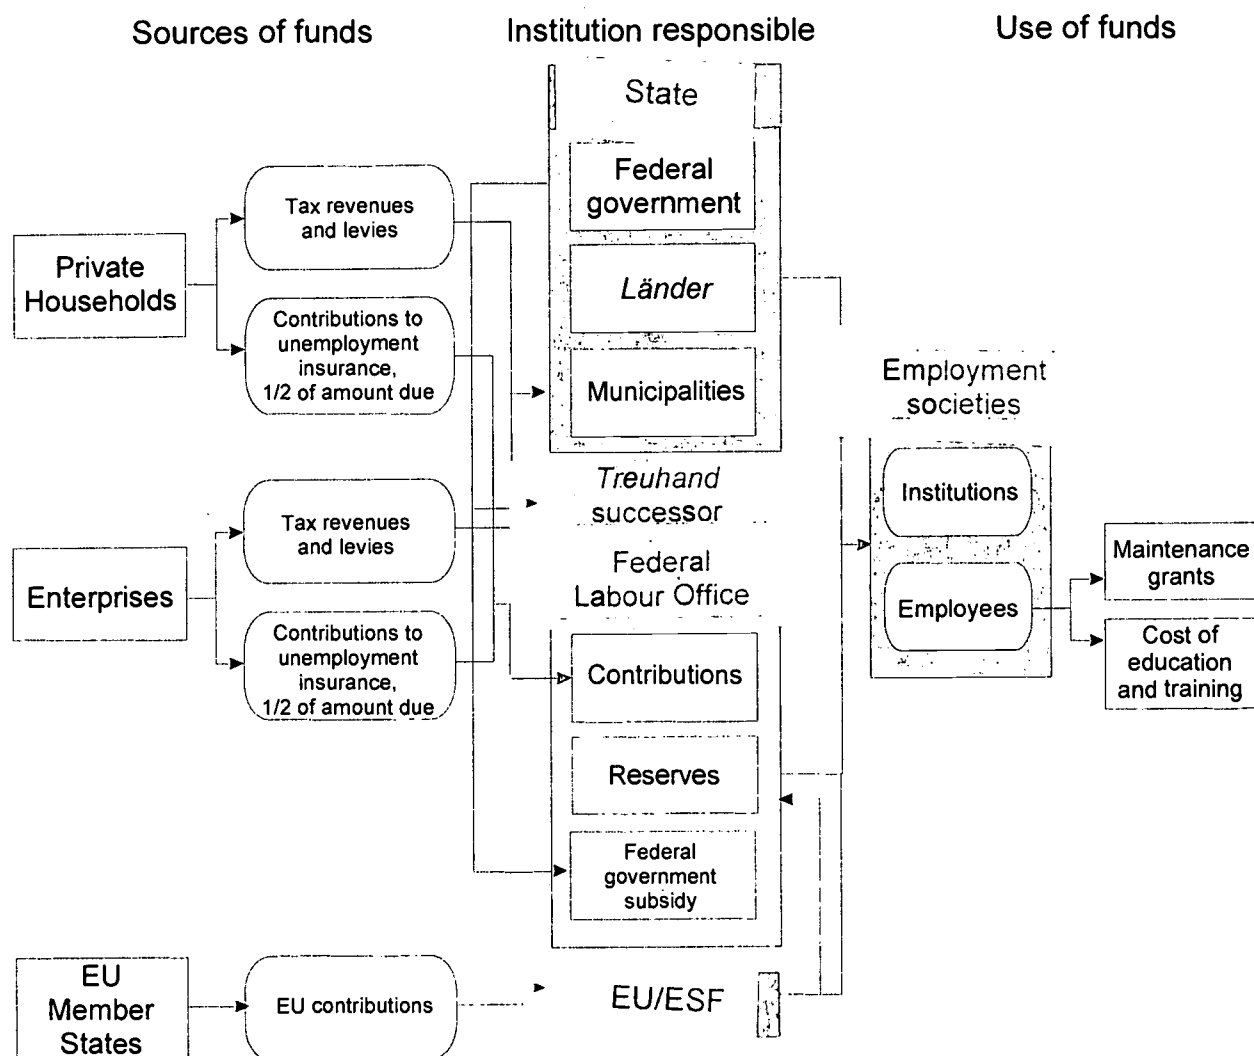 Sources of funds
Institution responsible
Use of funds
State
Federal
government
Länder
Municipalities
Private
Households
Tax revenues
and levies
Contributions to
unemployment
insurance,
1/2 of amount due
Treuhand
successor
Enterprises
Tax revenues
and levies
Contributions to
unemployment
insurance,
1/2 of amount due
Federal
Labour Office
Contributions
Reserves
Federal
government
subsidy
Employment
societies
Institutions
Employees
Maintenance
grants
Cost of
education
and training
EU
Member
States
EU contributions
EU/ESF